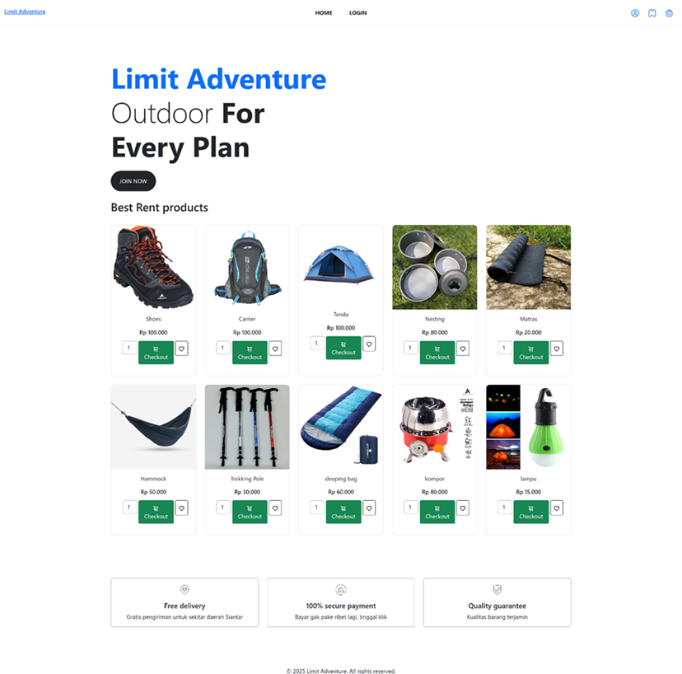 Limit Adventure
HOME LOGIN
Limit Adventure
Outdoor For
Every Plan
JOIN NOW
Best Rent products
Shoes
Rp 100.000
1 Checkout
Carrier
Rp 100.000
1 Checkout
Tenda
Rp 100.000
1 Checkout
Nesting
Rp 80.000
1 Checkout
Matras
Rp 20.000
1 Checkout
Hammock
Rp 50.000
1 Checkout
Trekking Pole
Rp 30.000
1 Checkout
sleeping bag
Rp 60.000
1 Checkout
kompor
Rp 80.000
1 Checkout
lampu
Rp 15.000
1 Checkout
Free delivery
Gratis pengiriman untuk sekitar daerah Siantar
100% secure payment
Bayar gak pake ribet lagi, tinggal klik
Quality guarantee
Kualitas barang terjamin
© 2025 Limit Adventure. All rights reserved.